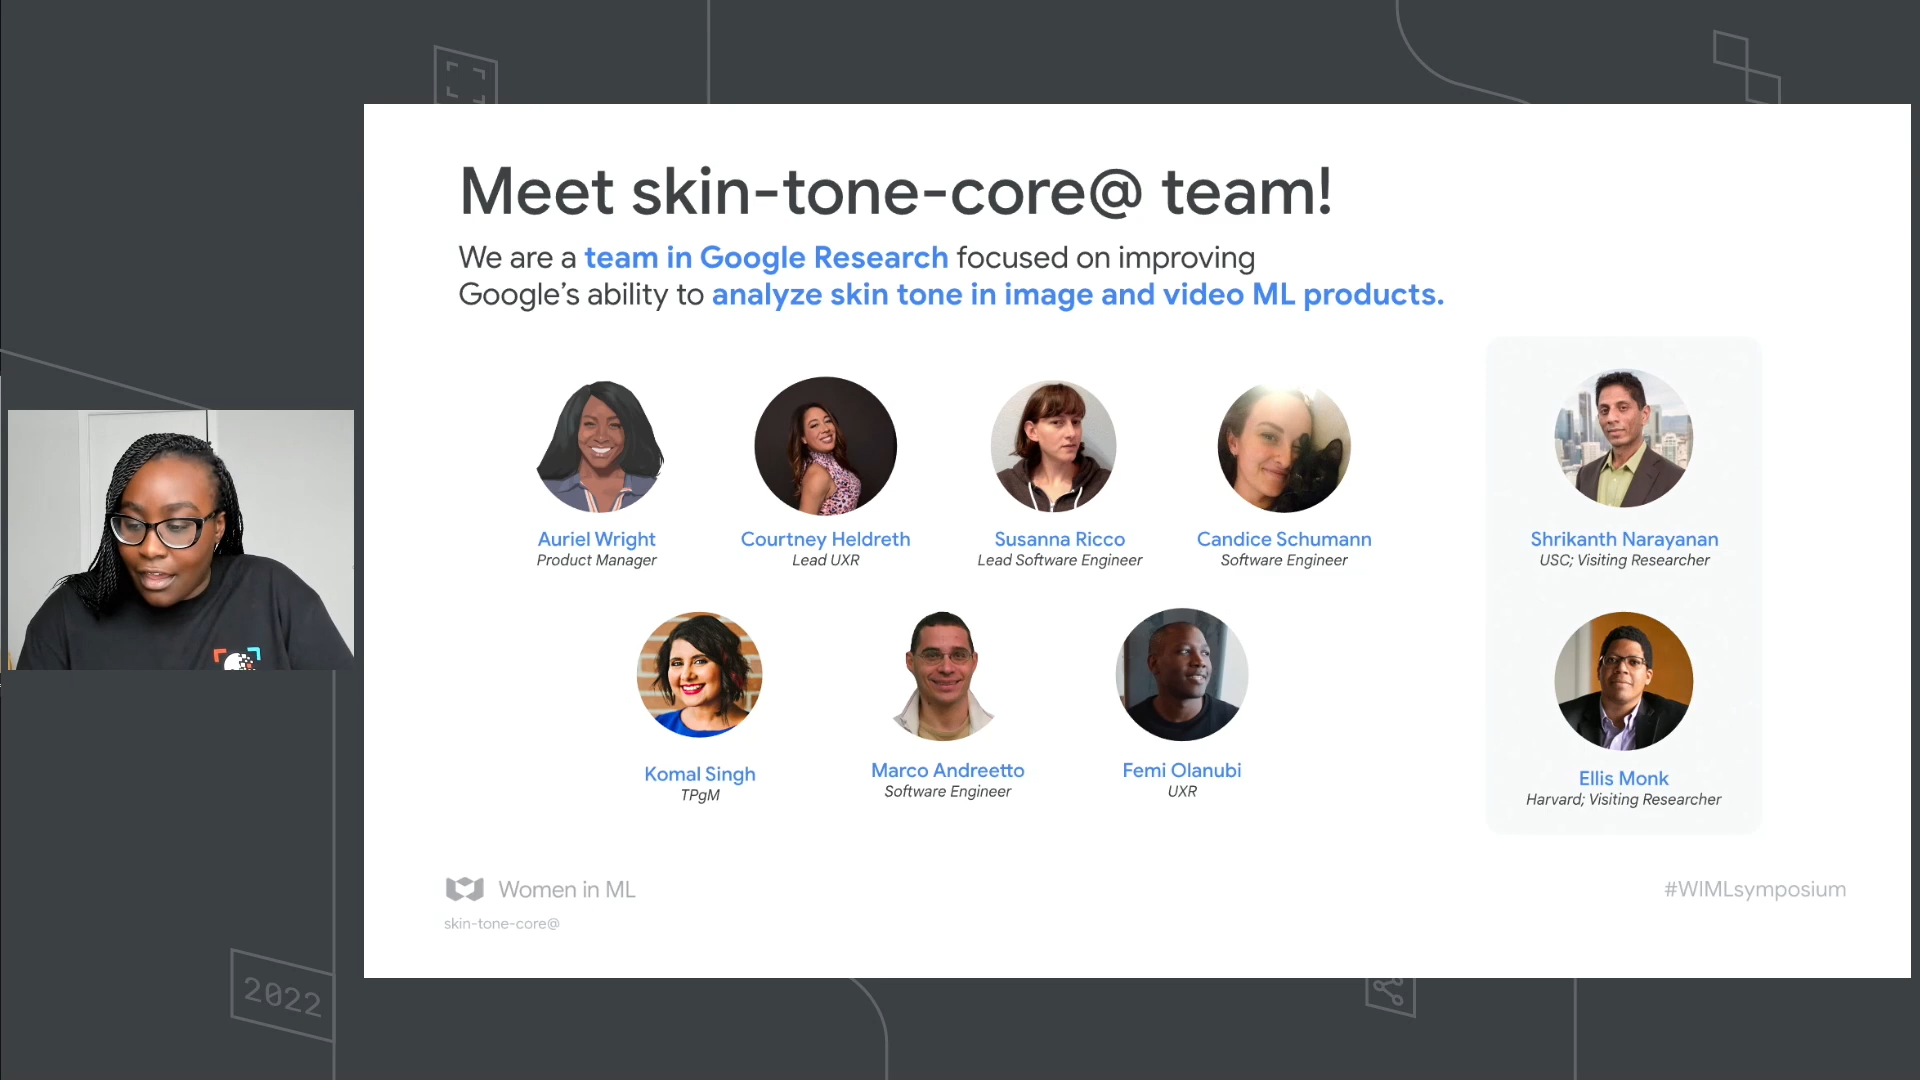 Meet skin-tone-core@ team!
We are a team in Google Research focused on improving
Google's ability to analyze skin tone in image and video ML products.
Auriel Wright
Product Manager
Courtney Heldreth
Lead UXR
Susanna Ricco
Lead Software Engineer
Candice Schumann
Software Engineer
Shrikanth Narayanan
USC; Visiting Researcher
Komal Singh
TPgM
Marco Andreetto
Software Engineer
Femi Olanubi
UXR
Ellis Monk
Harvard; Visiting Researcher
Women in ML
#WIMLsymposium
skin-tone-core@
2022